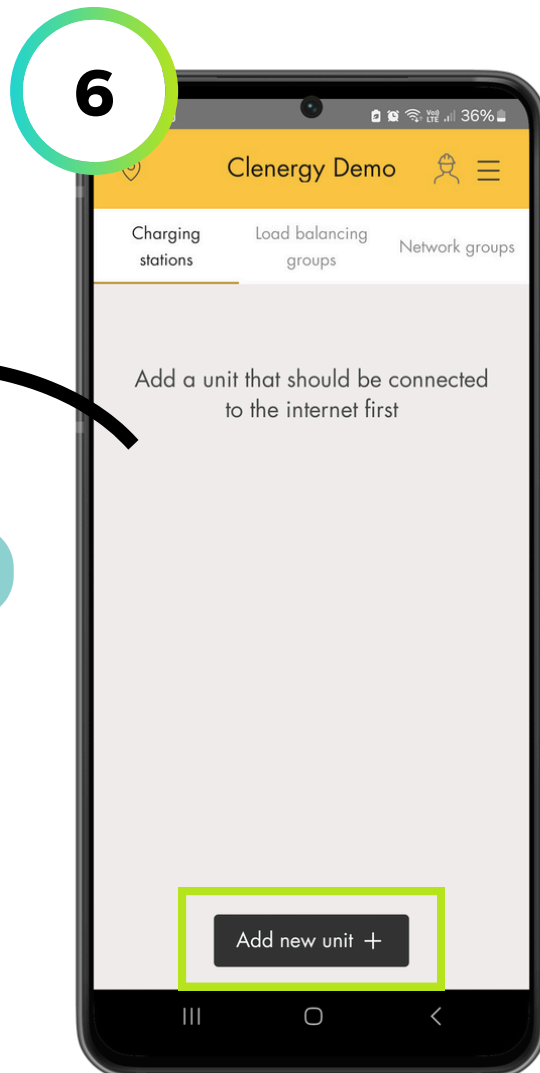 6
36%
Clenergy Demo
Charging
stations
Load balancing
groups
Network groups
Add a unit that should be connected
to the internet first
Add new unit +